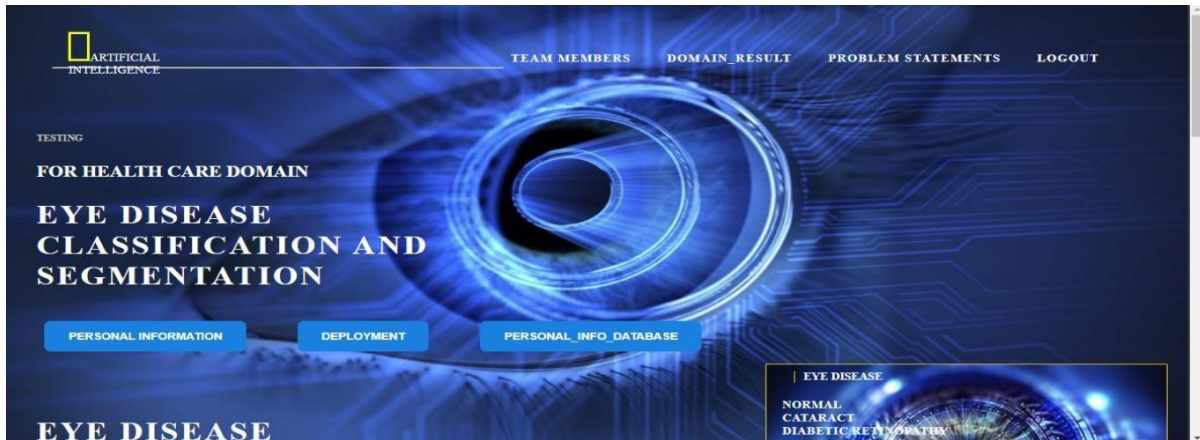 ARTIFICIAL
INTELLIGENCE
TEAM MEMBERS DOMAIN_RESULT PROBLEM STATEMENTS LOGOUT
TESTING
FOR HEALTH CARE DOMAIN
EYE DISEASE
CLASSIFICATION AND
SEGMENTATION
PERSONAL INFORMATION DEPLOYMENT PERSONAL_INFO_DATABASE
EYE DISEASE
NORMAL
CATARACT
DIABETIC RETINOPATHY
EYE DISEASE